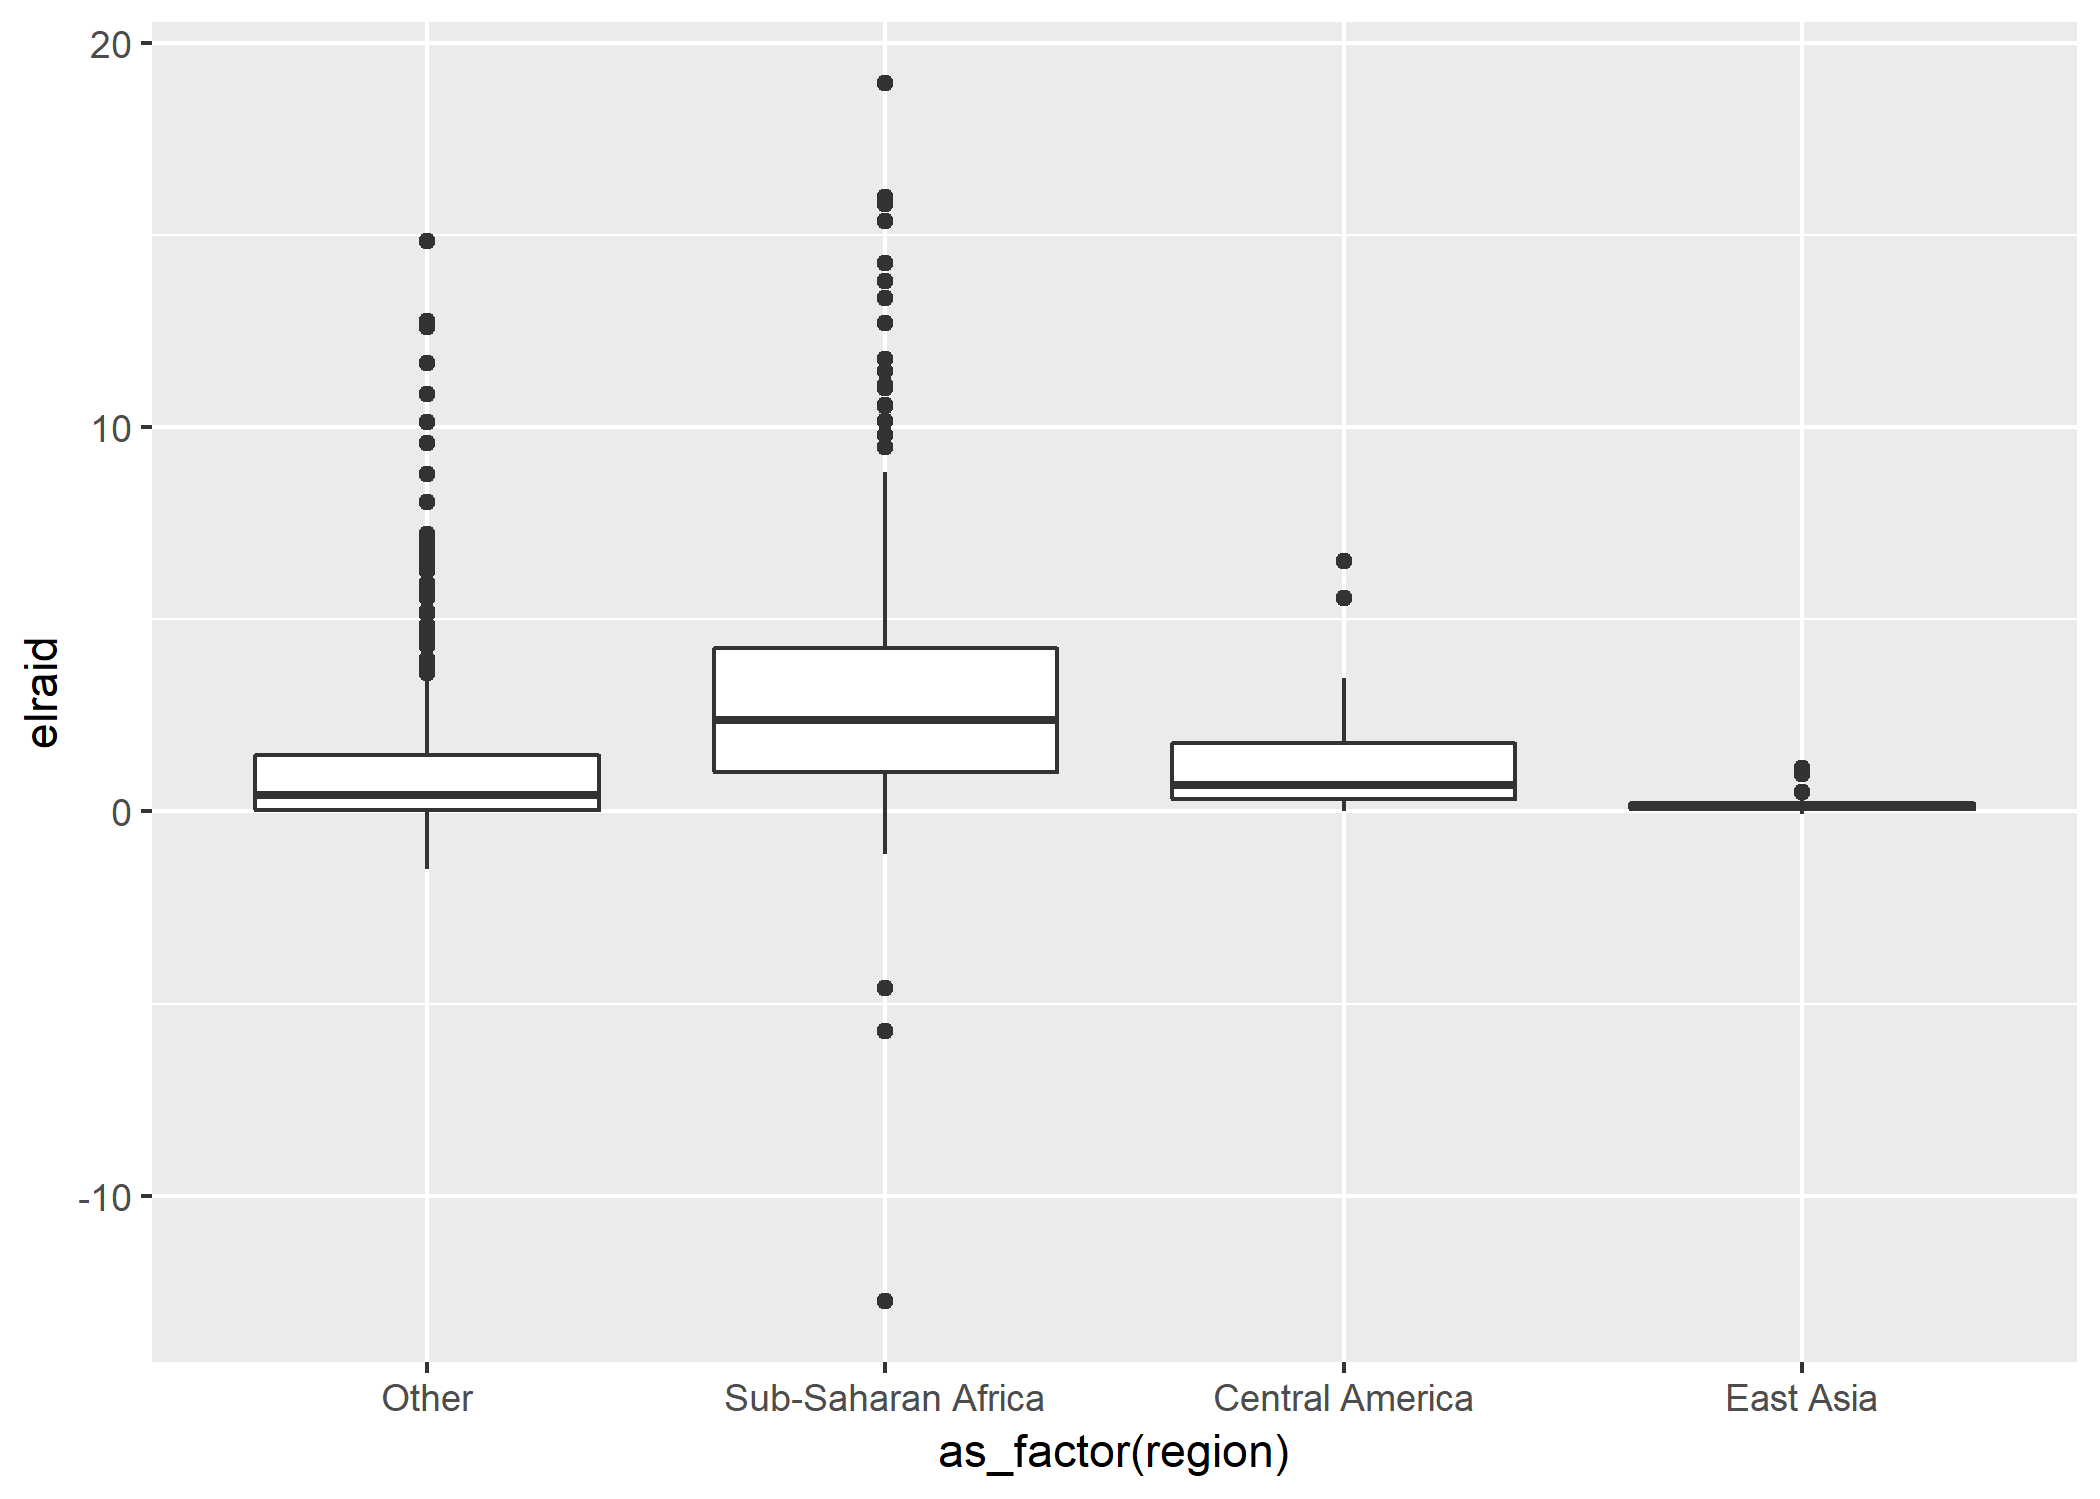 20
10
0
-10
elraid
Other
Sub-Saharan Africa
Central America
East Asia
as_factor(region)